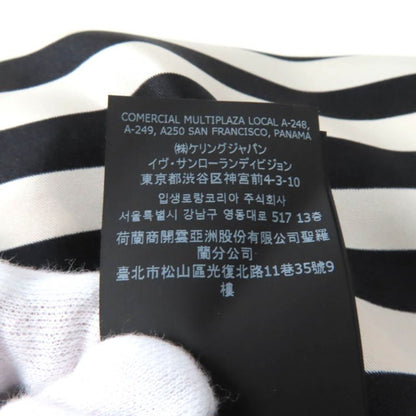 COMERCIAL MULTIPLAZA LOCAL A-248,
A-249, A250 SAN FRANCISCO, PANAMÁ
㈱ケリングジャパン
イヴ・サンローランディビジョン
東京都渋谷区神宮前4-3-10
입생로랑코리아 주식회사
서울특별시 강남구 영동대로 517 13층
荷蘭商開雲亞洲股份有限公司聖羅
蘭分公司
臺北市松山區光復北路11巷35號9
樓